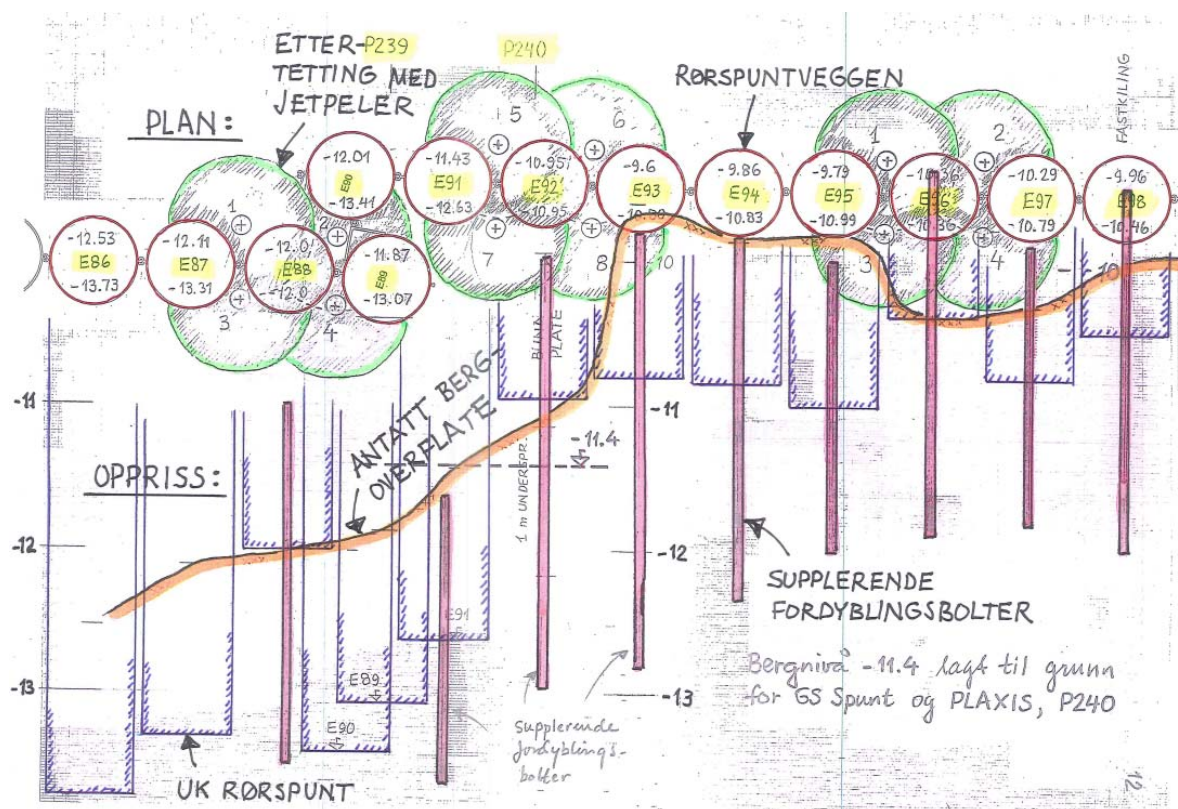 ETTER-
P239
TETTING MED
JETPELER
P240
RØRSPUNTVEGGEN
FASTKILING
PLAN:
5
6
1
2
-12.01
E90
-13.41
-11.43
E91
-12.63
-10.95
E92
-10.95
-9.6
E93
-9.86
E94
-10.83
-9.79
E95
-10.99
E96
-10.36
-10.29
E97
-10.79
-9.96
E98
-10.46
1
2
-12.53
E86
-13.73
-12.11
E87
-13.31
-12.0
E88
-12.0
-11.87
E89
-13.07
7
8
3
4
10
-10
3
4
BLIND
PLATE
-11
ANTATT BERG-
OVERFLATE
-11
-11.4
OPPRISS:
1 m UNDERSPR.
-12
-12
SUPPLERENDE
FORDYBLINGSBOLTER
E91
E89
E90
-13
-13
Bergnivå -11.4 lagt til grunn
for GS Spunt og PLAXIS, P240
Supplerende
fordyblings-
bolter
UK RØRSPUNT
12